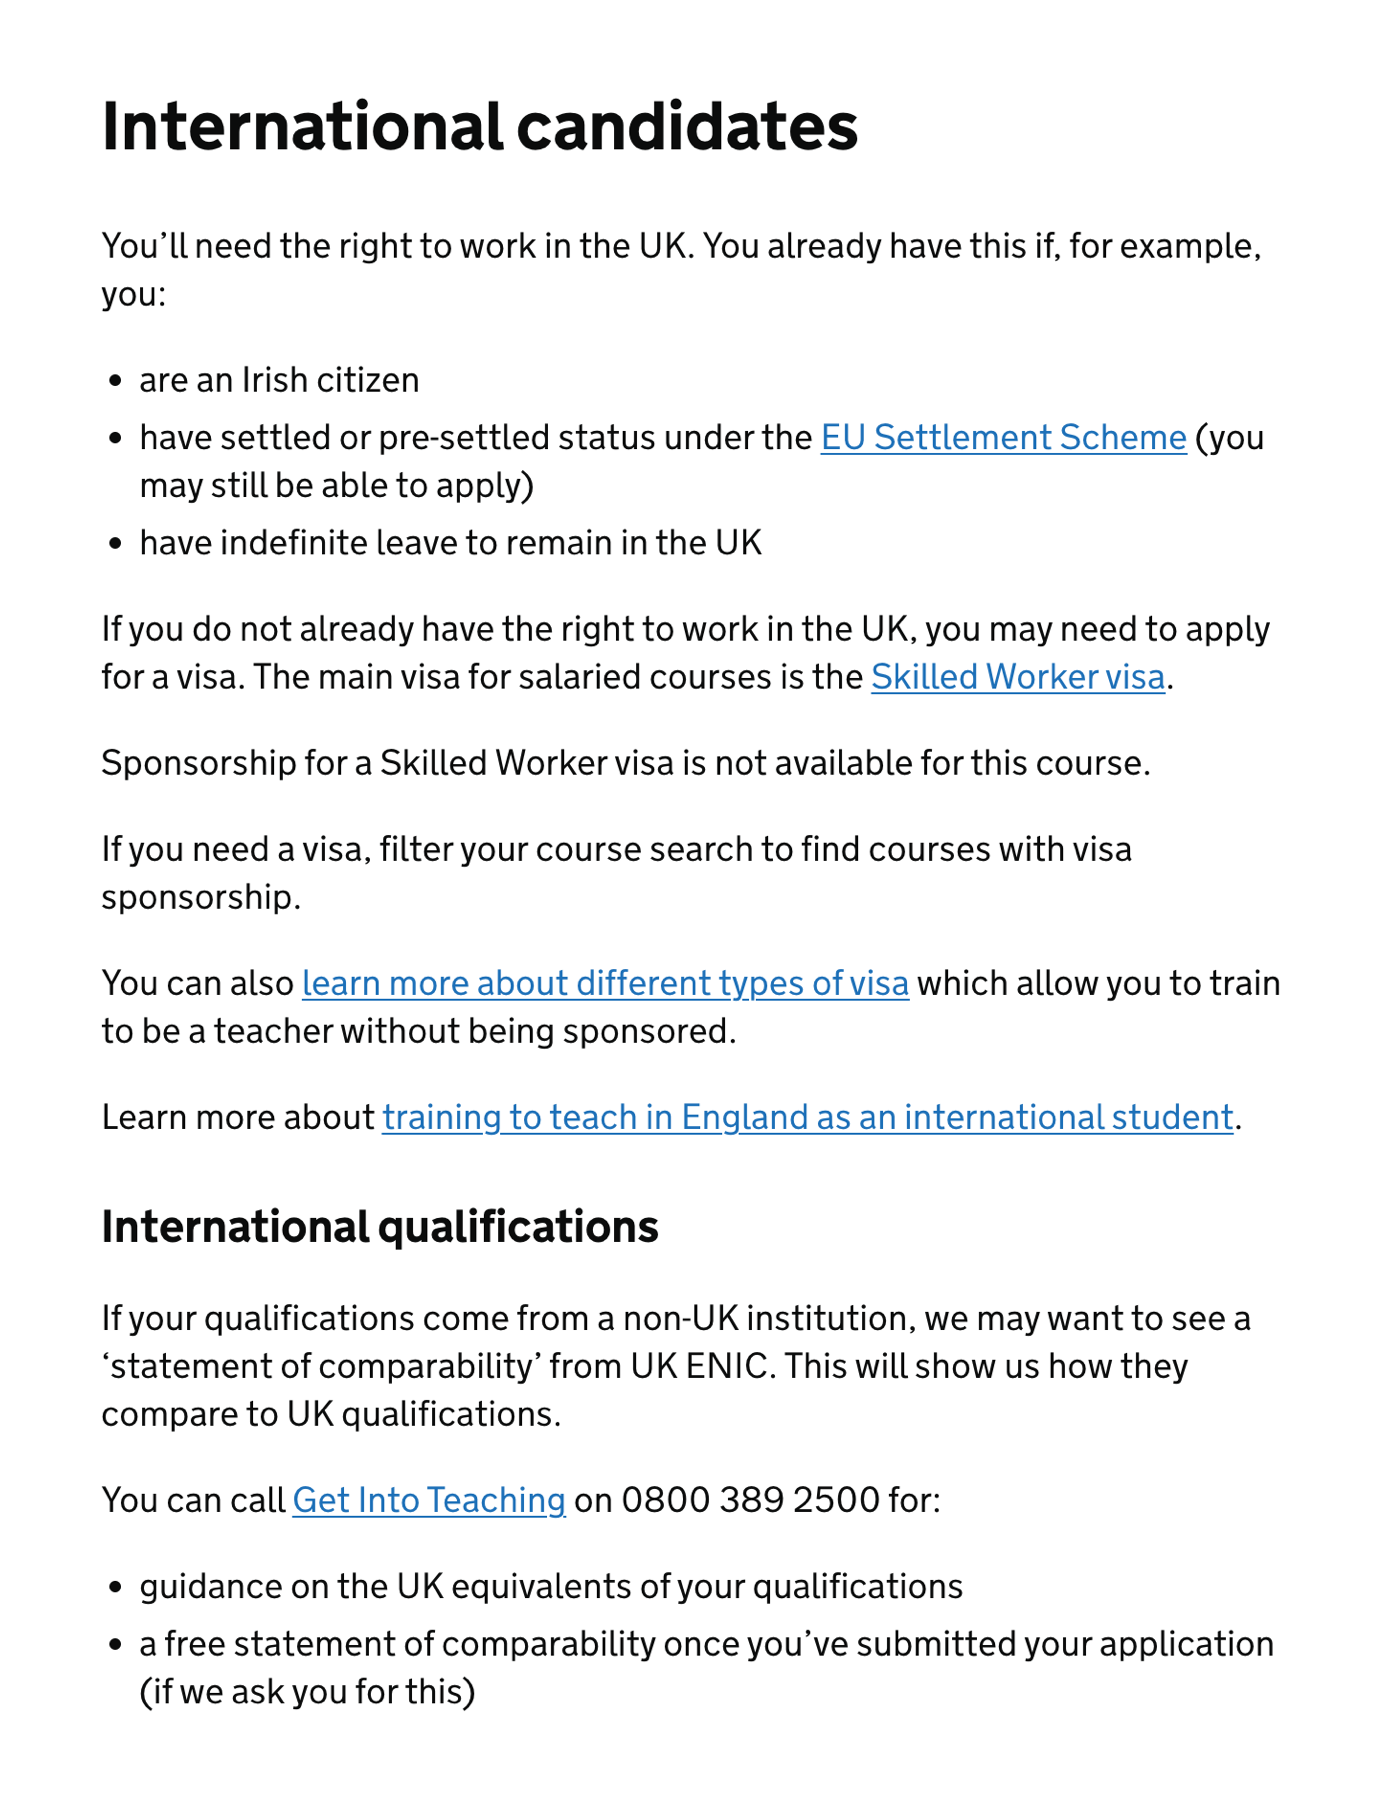 International candidates
You’ll need the right to work in the UK. You already have this if, for example,
you:
• are an Irish citizen
• have settled or pre-settled status under the EU Settlement Scheme (you
may still be able to apply)
• have indefinite leave to remain in the UK
If you do not already have the right to work in the UK, you may need to apply
for a visa. The main visa for salaried courses is the Skilled Worker visa.
Sponsorship for a Skilled Worker visa is not available for this course.
If you need a visa, filter your course search to find courses with visa
sponsorship.
You can also learn more about different types of visa which allow you to train
to be a teacher without being sponsored.
Learn more about training to teach in England as an international student.
International qualifications
If your qualifications come from a non-UK institution, we may want to see a
‘statement of comparability’ from UK ENIC. This will show us how they
compare to UK qualifications.
You can call Get Into Teaching on 0800 389 2500 for:
• guidance on the UK equivalents of your qualifications
• a free statement of comparability once you’ve submitted your application
(if we ask you for this)